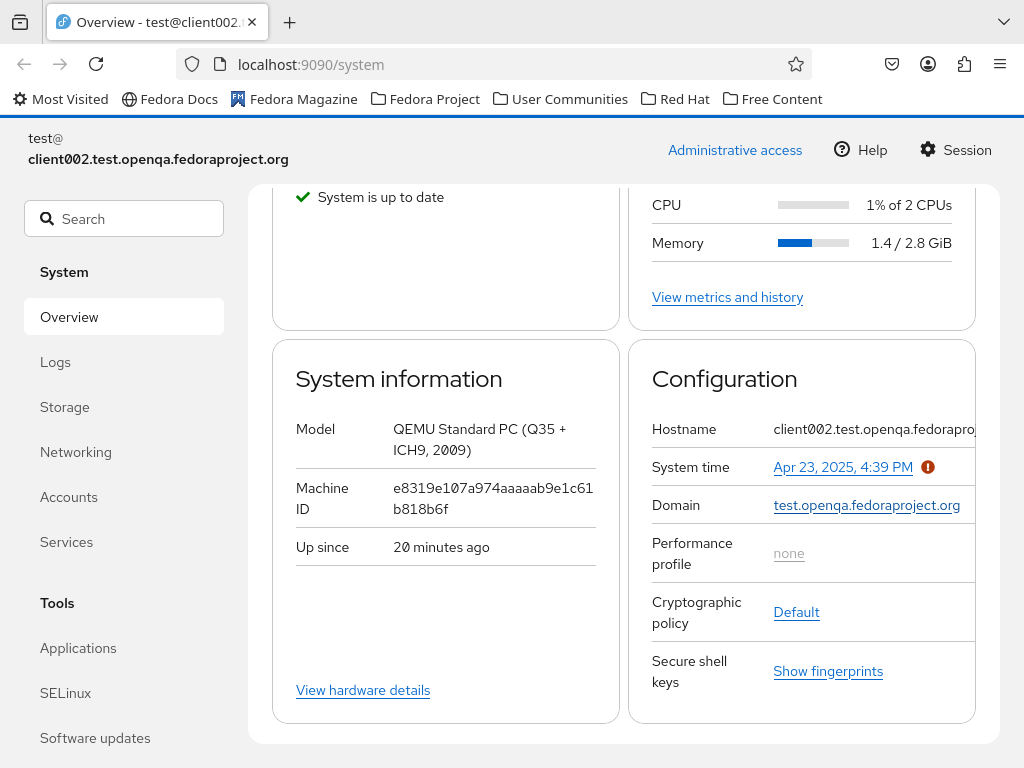 Overview - test@client002.
localhost:9090/system
Most Visited
Fedora Docs
Fedora Magazine
Fedora Project
User Communities
Red Hat
Free Content
test@
client002.test.openqa.fedoraproject.org
Administrative access
Help
Session
Search
System
Overview
Logs
Storage
Networking
Accounts
Services
Tools
Applications
SELinux
Software updates
System is up to date
CPU
1% of 2 CPUs
Memory
1.4 / 2.8 GiB
View metrics and history
System information
Model
QEMU Standard PC (Q35 +
ICH9, 2009)
Machine
ID
e8319e107a974aaaaab9e1c61
b818b6f
Up since
20 minutes ago
View hardware details
Configuration
Hostname
client002.test.openqa.fedoraproj
System time
Apr 23, 2025, 4:39 PM
Domain
test.openqa.fedoraproject.org
Performance
profile
none
Cryptographic
policy
Default
Secure shell
keys
Show fingerprints